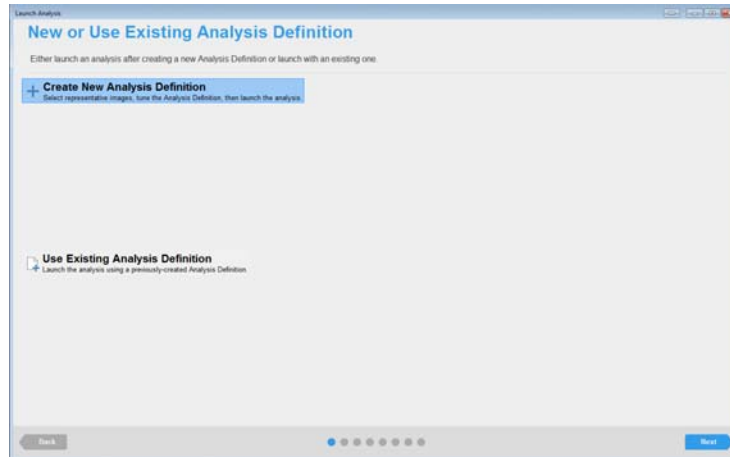 Launch Analysis
New or Use Existing Analysis Definition
Either launch an analysis after creating a new Analysis Definition or launch with an existing one.
Create New Analysis Definition
Select representative images, tune the Analysis Definition, then launch the analysis.
Use Existing Analysis Definition
Launch the analysis using a previously-created Analysis Definition.
Back
Next